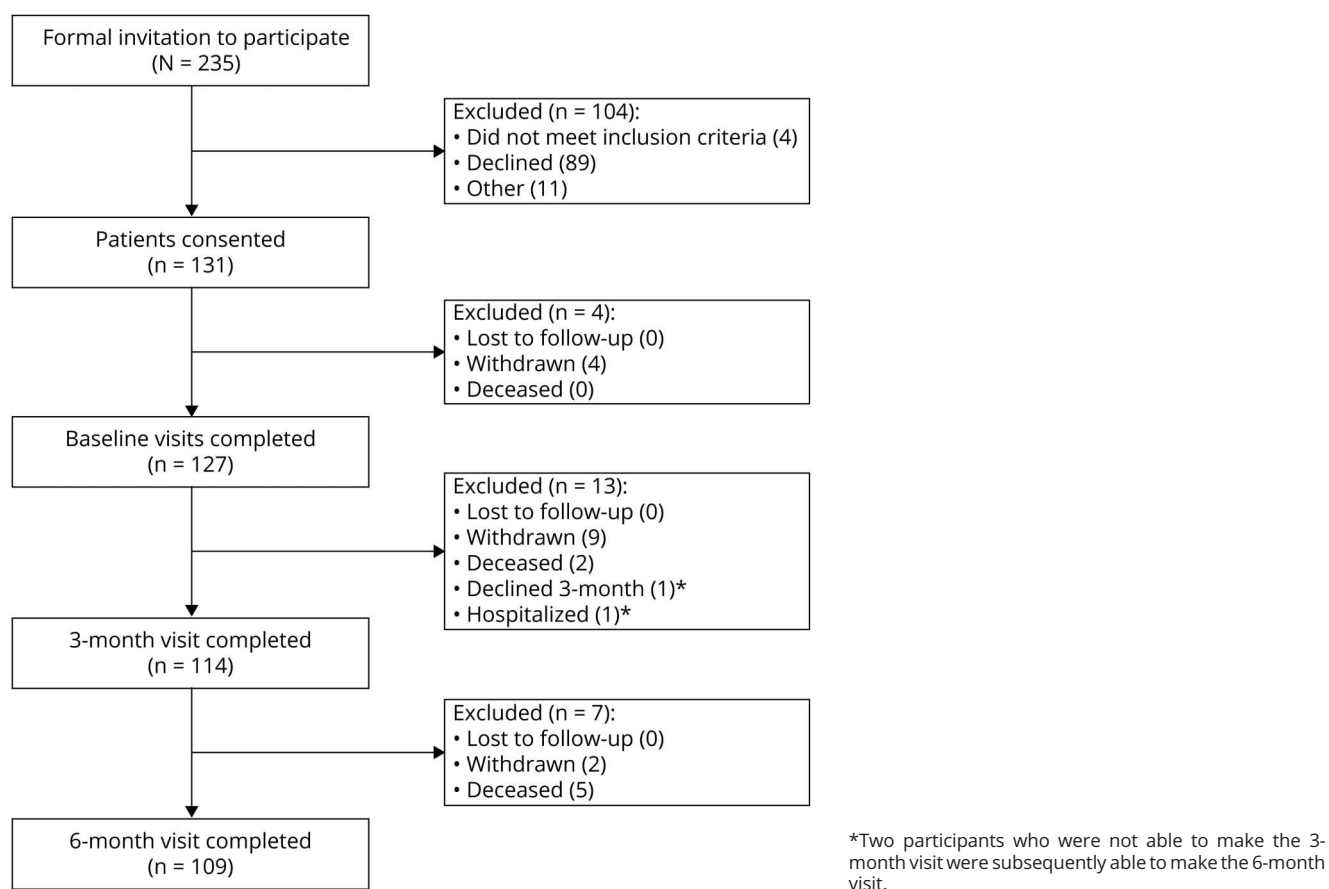 Formal invitation to participate
(N = 235)
Excluded (n = 104):
• Did not meet inclusion criteria (4)
• Declined (89)
• Other (11)
Patients consented
(n = 131)
Excluded (n = 4):
• Lost to follow-up (0)
• Withdrawn (4)
• Deceased (0)
Baseline visits completed
(n = 127)
Excluded (n = 13):
• Lost to follow-up (0)
• Withdrawn (9)
• Deceased (2)
• Declined 3-month (1)*
• Hospitalized (1)*
3-month visit completed
(n = 114)
Excluded (n = 7):
• Lost to follow-up (0)
• Withdrawn (2)
• Deceased (5)
6-month visit completed
(n = 109)
*Two participants who were not able to make the 3-
month visit were subsequently able to make the 6-month
visit.